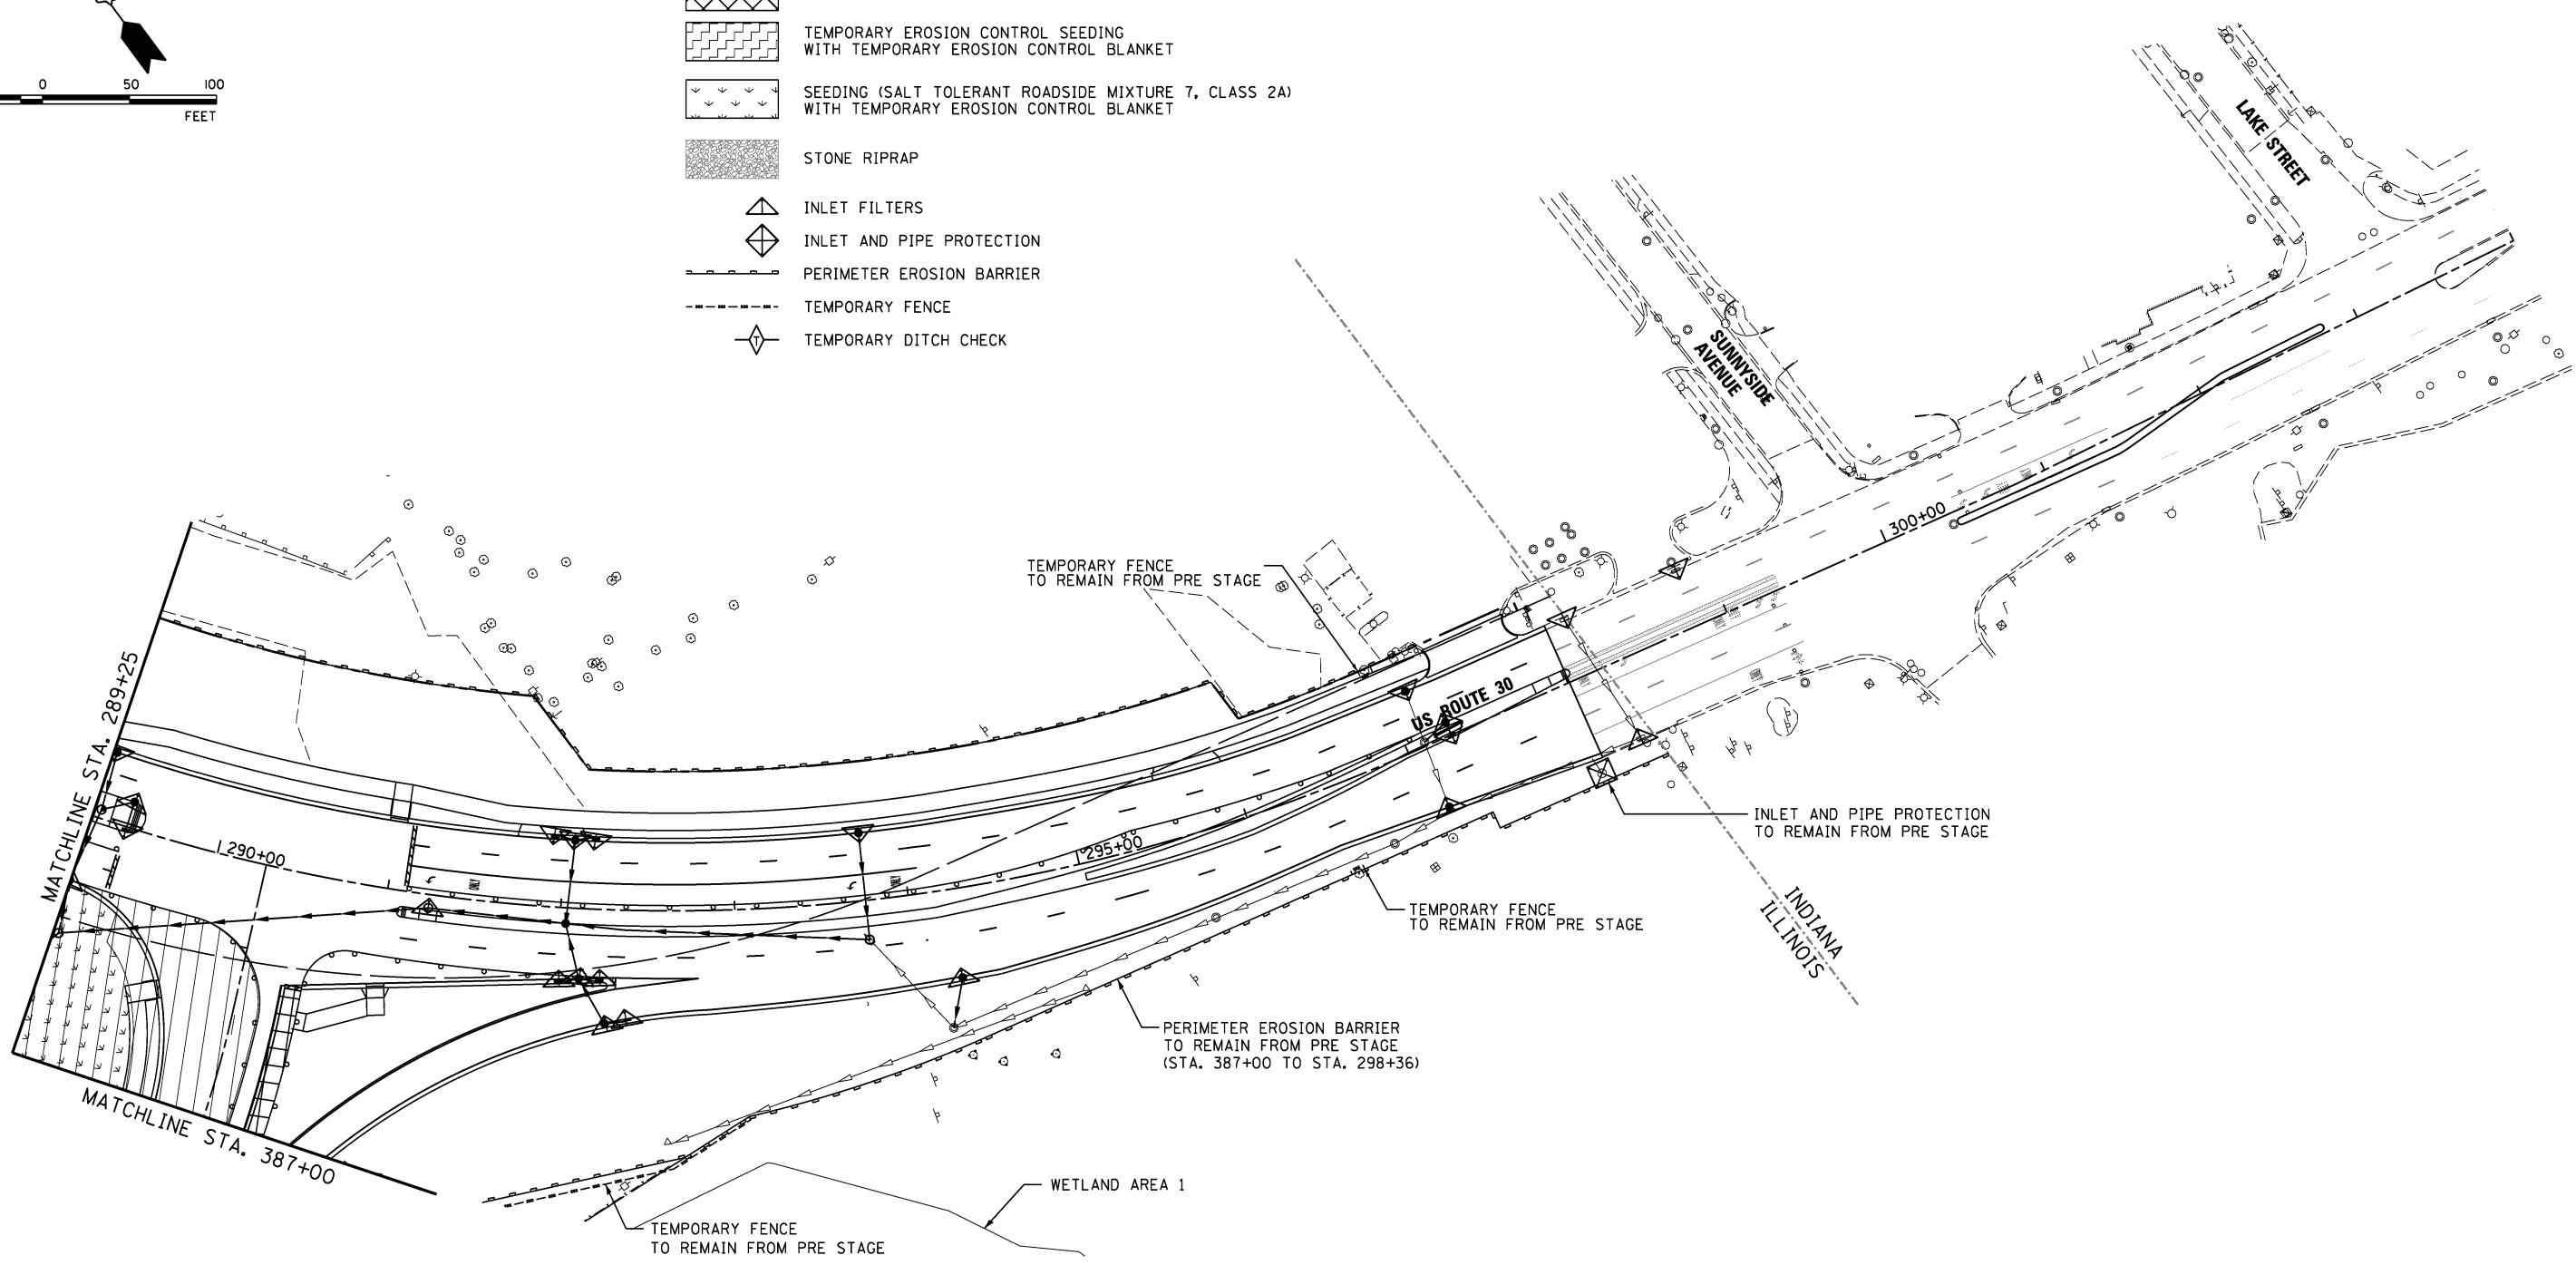 0 50 100
FEET
TEMPORARY EROSION CONTROL SEEDING
WITH TEMPORARY EROSION CONTROL BLANKET
SEEDING (SALT TOLERANT ROADSIDE MIXTURE 7, CLASS 2A)
WITH TEMPORARY EROSION CONTROL BLANKET
STONE RIPRAP
INLET FILTERS
INLET AND PIPE PROTECTION
PERIMETER EROSION BARRIER
TEMPORARY FENCE
T
TEMPORARY DITCH CHECK
LAKE STREET
SUNNYSIDE
AVENUE
300+00
TEMPORARY FENCE
TO REMAIN FROM PRE STAGE
US ROUTE 30
MATCHLINE STA. 289+25
290+00
295+00
ONLY
ONLY
INLET AND PIPE PROTECTION
TO REMAIN FROM PRE STAGE
TEMPORARY FENCE
TO REMAIN FROM PRE STAGE
INDIANA
ILLINOIS
PERIMETER EROSION BARRIER
TO REMAIN FROM PRE STAGE
(STA. 387+00 TO STA. 298+36)
MATCHLINE STA. 387+00
WETLAND AREA 1
TEMPORARY FENCE
TO REMAIN FROM PRE STAGE